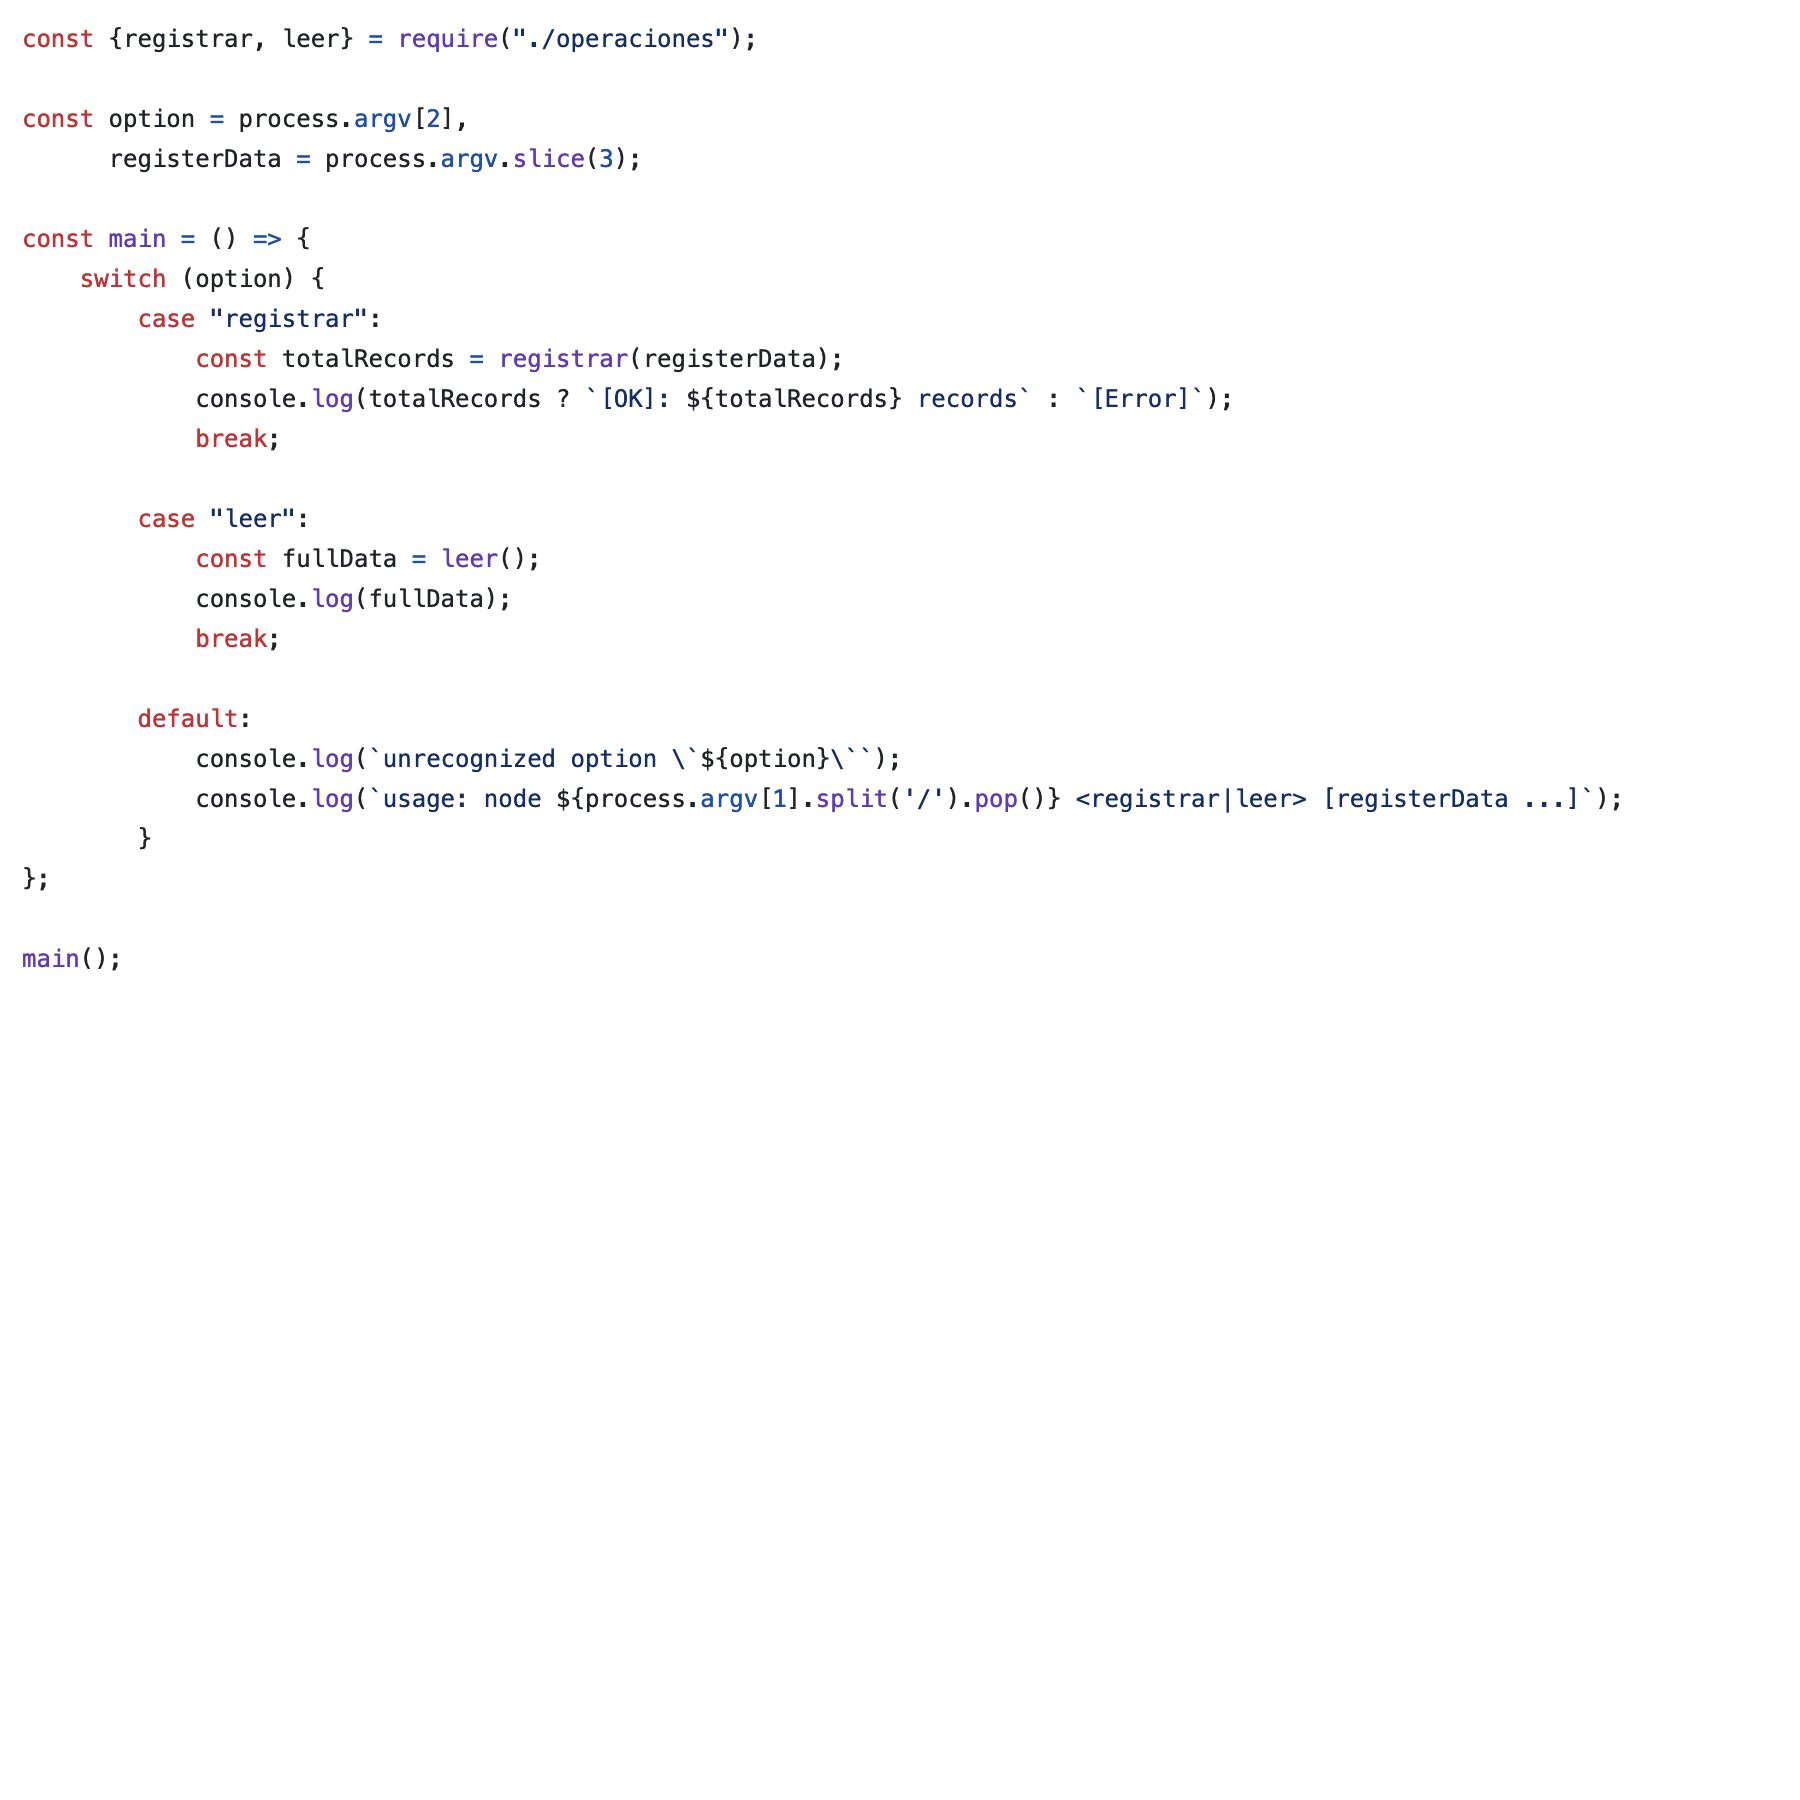 const {registrar, leer} = require("./operaciones");

const option = process.argv[2],
      registerData = process.argv.slice(3);

const main = () => {
    switch (option) {
        case "registrar":
            const totalRecords = registrar(registerData);
            console.log(totalRecords ? `[OK]: ${totalRecords} records` : `[Error]`);
            break;

        case "leer":
            const fullData = leer();
            console.log(fullData);
            break;

        default:
            console.log(`unrecognized option \`${option}\``);
            console.log(`usage: node ${process.argv[1].split('/').pop()} <registrar|leer> [registerData ...]`);
        }
};

main();